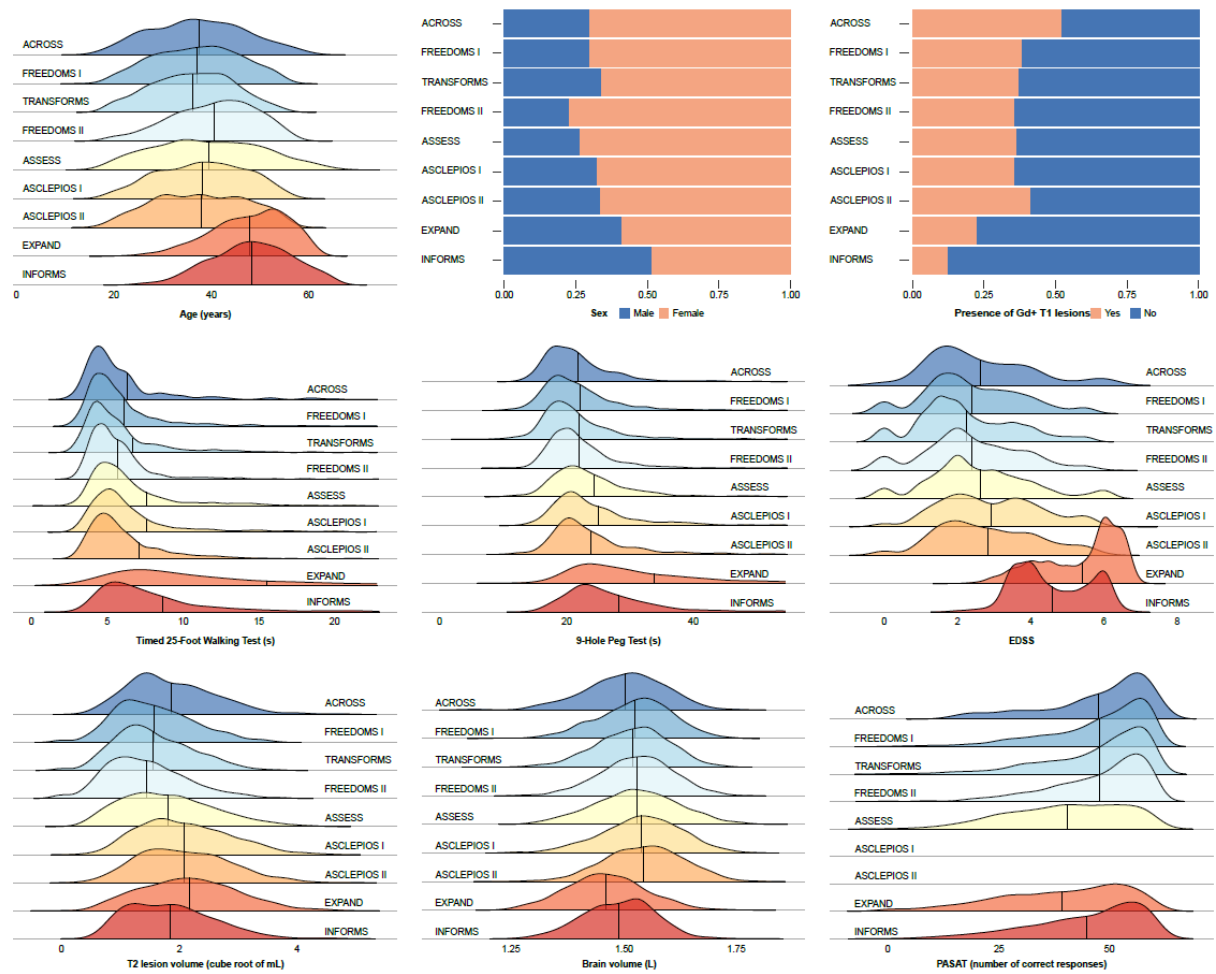 ACROSS
FREEDOMS I
TRANSFORMS
FREEDOMS II
ASSESS
ASCLEPIOS I
ASCLEPIOS II
EXPAND
INFORMS
0 20 40 60
Age (years)
ACROSS
FREEDOMS I
TRANSFORMS
FREEDOMS II
ASSESS
ASCLEPIOS I
ASCLEPIOS II
EXPAND
INFORMS
0.00 0.25 0.50 0.75 1.00
Sex Male Female
ACROSS
FREEDOMS I
TRANSFORMS
FREEDOMS II
ASSESS
ASCLEPIOS I
ASCLEPIOS II
EXPAND
INFORMS
0.00 0.25 0.50 0.75 1.00
Presence of Gd+ T1 lesions Yes No
ACROSS
FREEDOMS I
TRANSFORMS
FREEDOMS II
ASSESS
ASCLEPIOS I
ASCLEPIOS II
EXPAND
INFORMS
0 5 10 15 20
Timed 25-Foot Walking Test (s)
ACROSS
FREEDOMS I
TRANSFORMS
FREEDOMS II
ASSESS
ASCLEPIOS I
ASCLEPIOS II
EXPAND
INFORMS
20 40
9-Hole Peg Test (s)
ACROSS
FREEDOMS I
TRANSFORMS
FREEDOMS II
ASSESS
ASCLEPIOS I
ASCLEPIOS II
EXPAND
INFORMS
0 2 4 6 8
EDSS
ACROSS
FREEDOMS I
TRANSFORMS
FREEDOMS II
ASSESS
ASCLEPIOS I
ASCLEPIOS II
EXPAND
INFORMS
0 2 4
T2 lesion volume (cube root of mL)
ACROSS
FREEDOMS I
TRANSFORMS
FREEDOMS II
ASSESS
ASCLEPIOS I
ASCLEPIOS II
EXPAND
INFORMS
1.25 1.50 1.75
Brain volume (L)
ACROSS
FREEDOMS I
TRANSFORMS
FREEDOMS II
ASSESS
ASCLEPIOS I
ASCLEPIOS II
EXPAND
INFORMS
0 25 50
PASAT (number of correct responses)